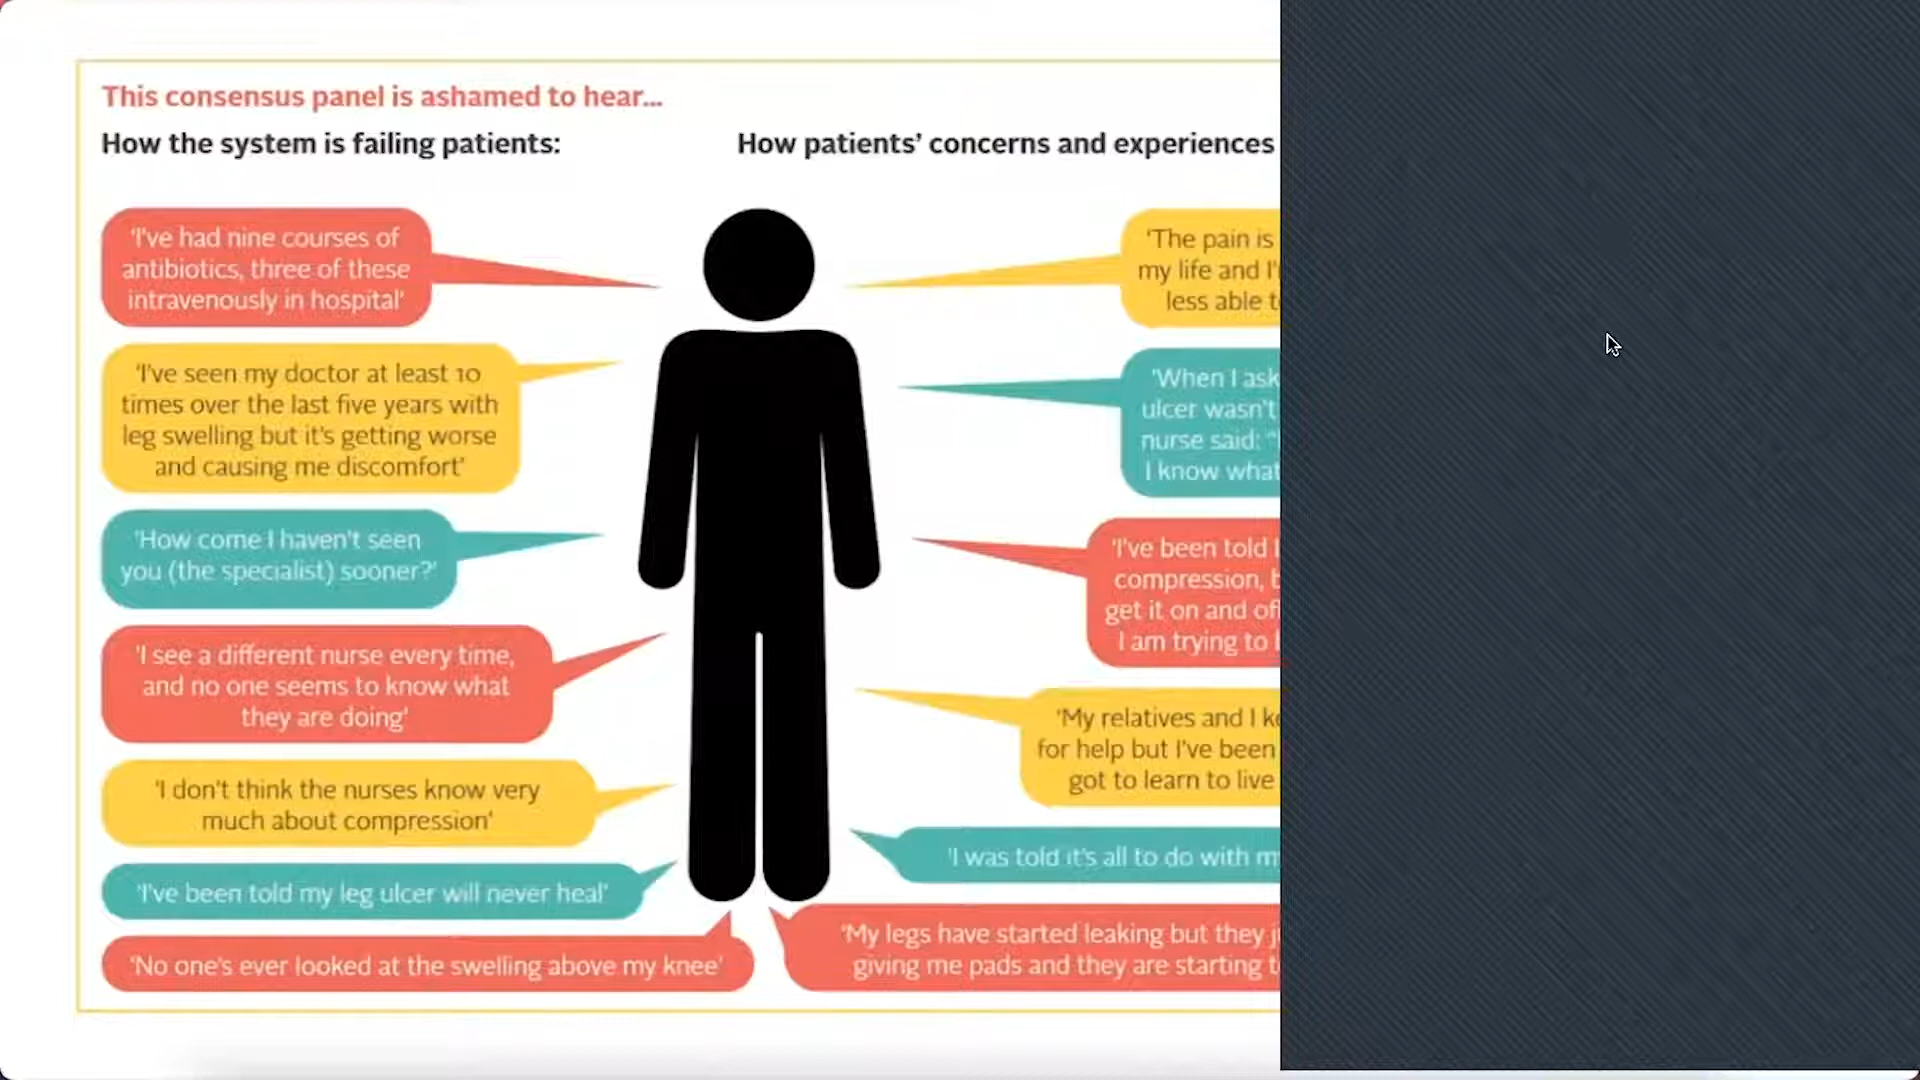 This consensus panel is ashamed to hear...
How the system is failing patients:
'I've had nine courses of
antibiotics, three of these
intravenously in hospital'
'I've seen my doctor at least 10
times over the last five years with
leg swelling but it's getting worse
and causing me discomfort'
'How come I haven't seen
you (the specialist) sooner?'
'I see a different nurse every time,
and no one seems to know what
they are doing'
'I don't think the nurses know very
much about compression'
'I've been told my leg ulcer will never heal'
'No one's ever looked at the swelling above my knee'
How patients' concerns and experiences
'The pain is
my life and
less able
'When I ask
ulcer wasn't
nurse said:
I know what
'I've been told
compression,
get it on and
I am trying to
'My relatives and I
for help but I've been
got to learn to live
'I was told it's all to do with
'My legs have started leaking but they
giving me pads and they are starting